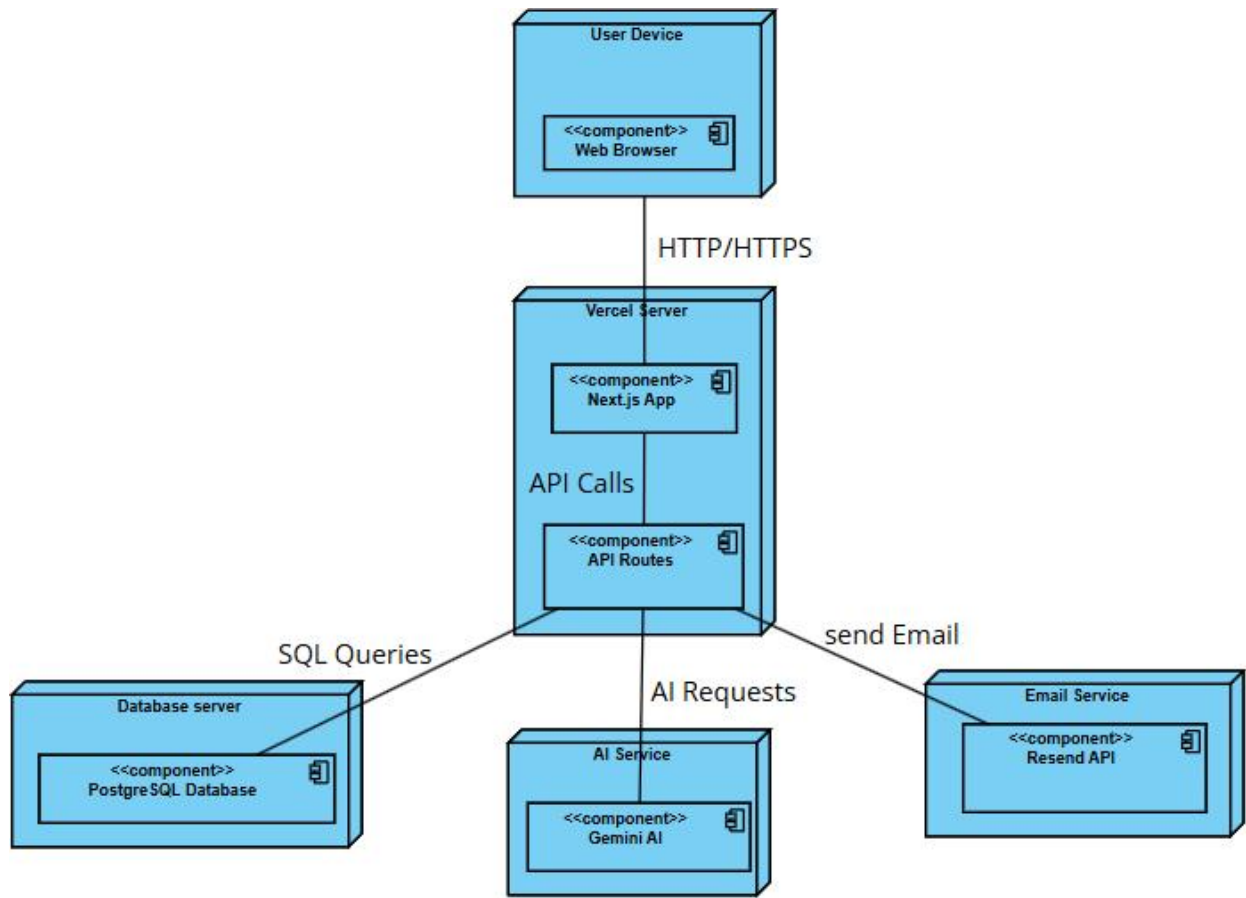 User Device
<<component>>
Web Browser
HTTP/HTTPS
Vercel Server
<<component>>
Next.js App
API Calls
<<component>>
API Routes
SQL Queries
send Email
AI Requests
Database server
<<component>>
PostgreSQL Database
AI Service
<<component>>
Gemini AI
Email Service
<<component>>
Resend API